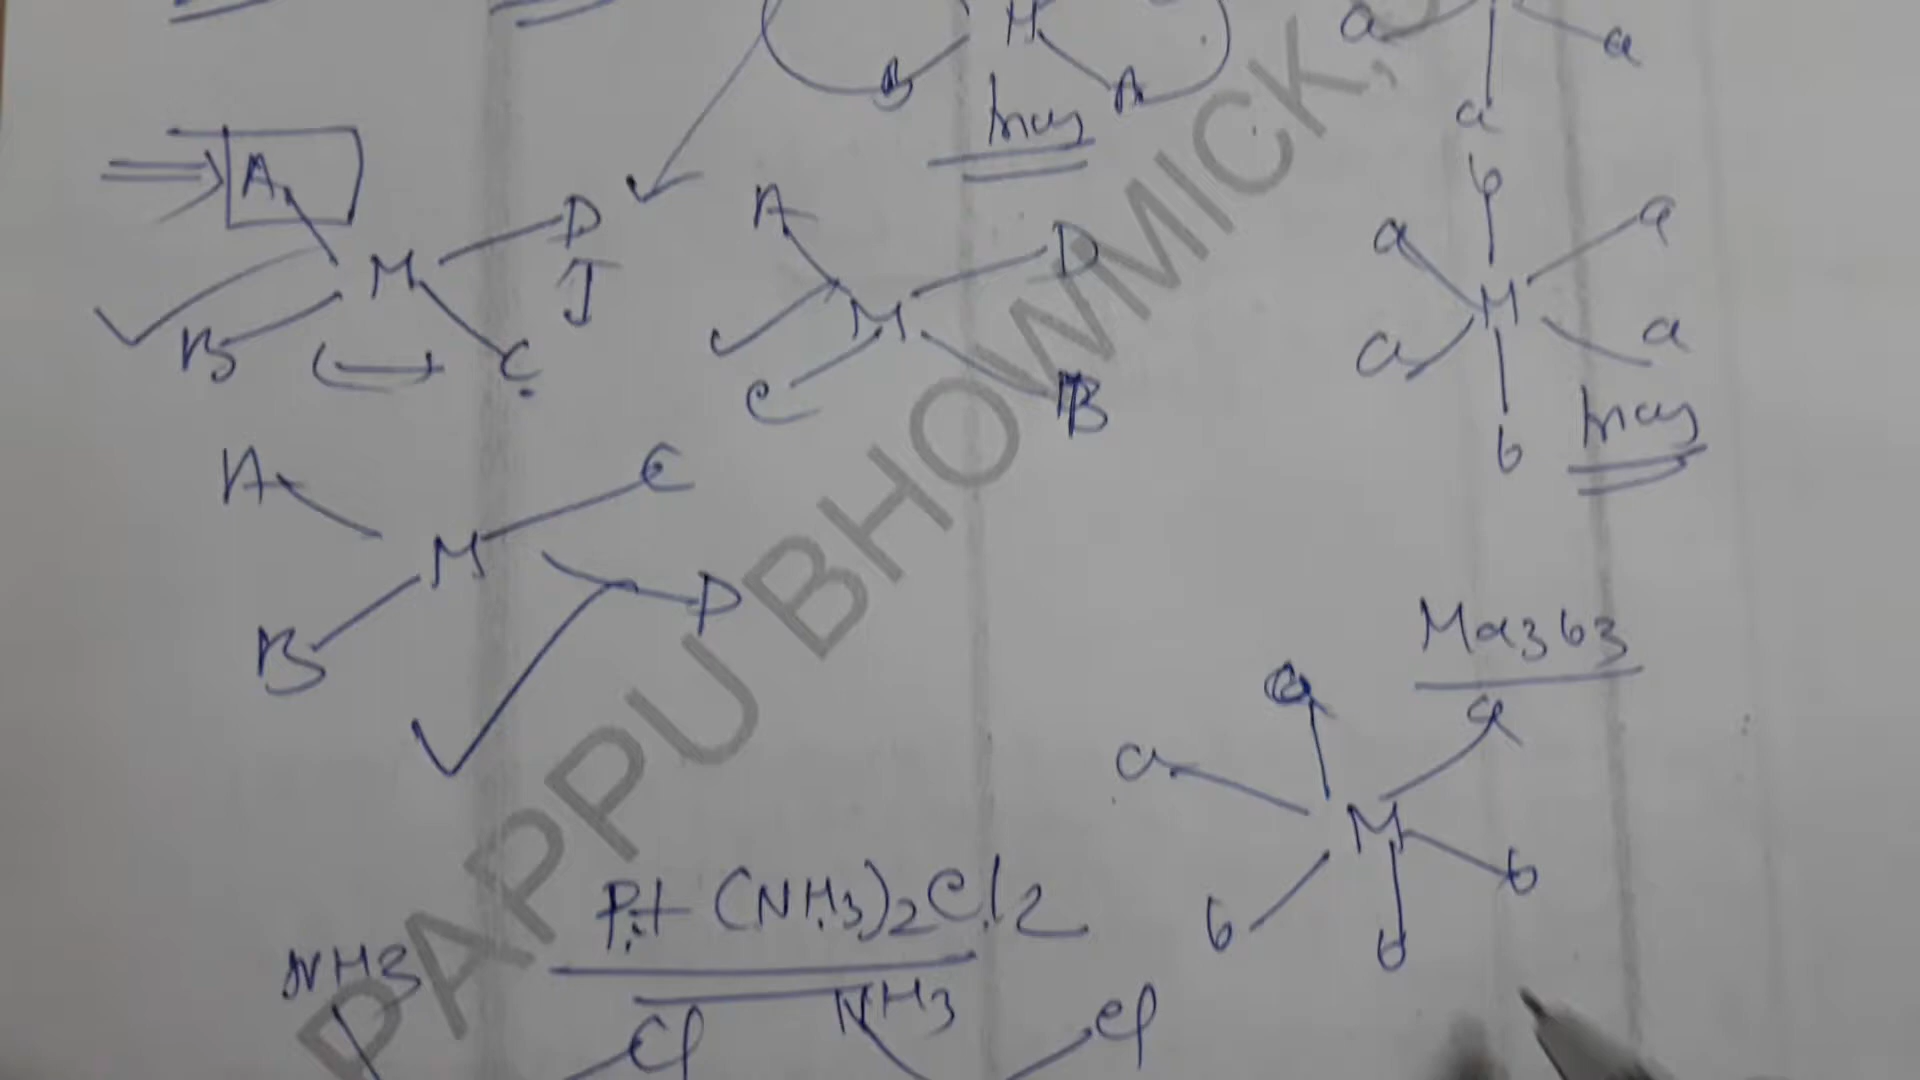 M
B A
trans
a a
a
A D
M
B C
A D
M
C B
b
a a
M
a a
b
trans
A C
M
B D
Ma3b3
a a
a
M
b b
b
Pt(NH3)2Cl2
NH3 Cl NH3 Cl
PAPPU BHOWMICK,